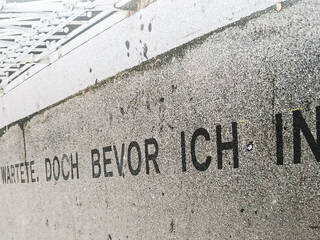 WARTETE. DOCH BEVOR ICH IN